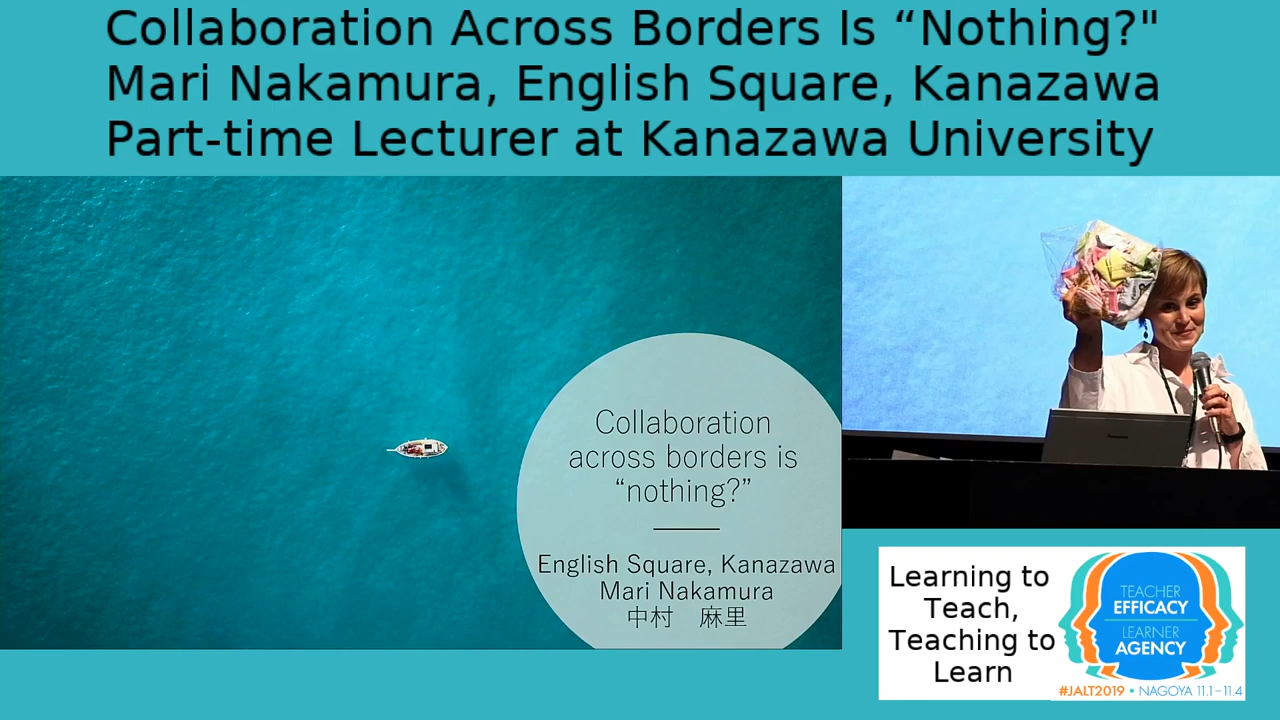 Collaboration Across Borders Is “Nothing?"
Mari Nakamura, English Square, Kanazawa
Part-time Lecturer at Kanazawa University
Collaboration
across borders is
“nothing?”
English Square, Kanazawa
Mari Nakamura
中村　麻里
Learning to
Teach,
Teaching to
Learn
TEACHER
EFFICACY
LEARNER
AGENCY
#JALT2019 • NAGOYA 11.1–11.4